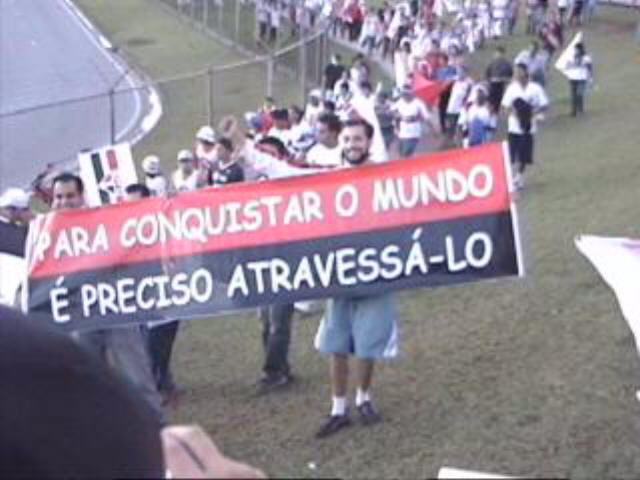 PARA CONQUISTAR O MUNDO
É PRECISO ATRAVESSÁ-LO